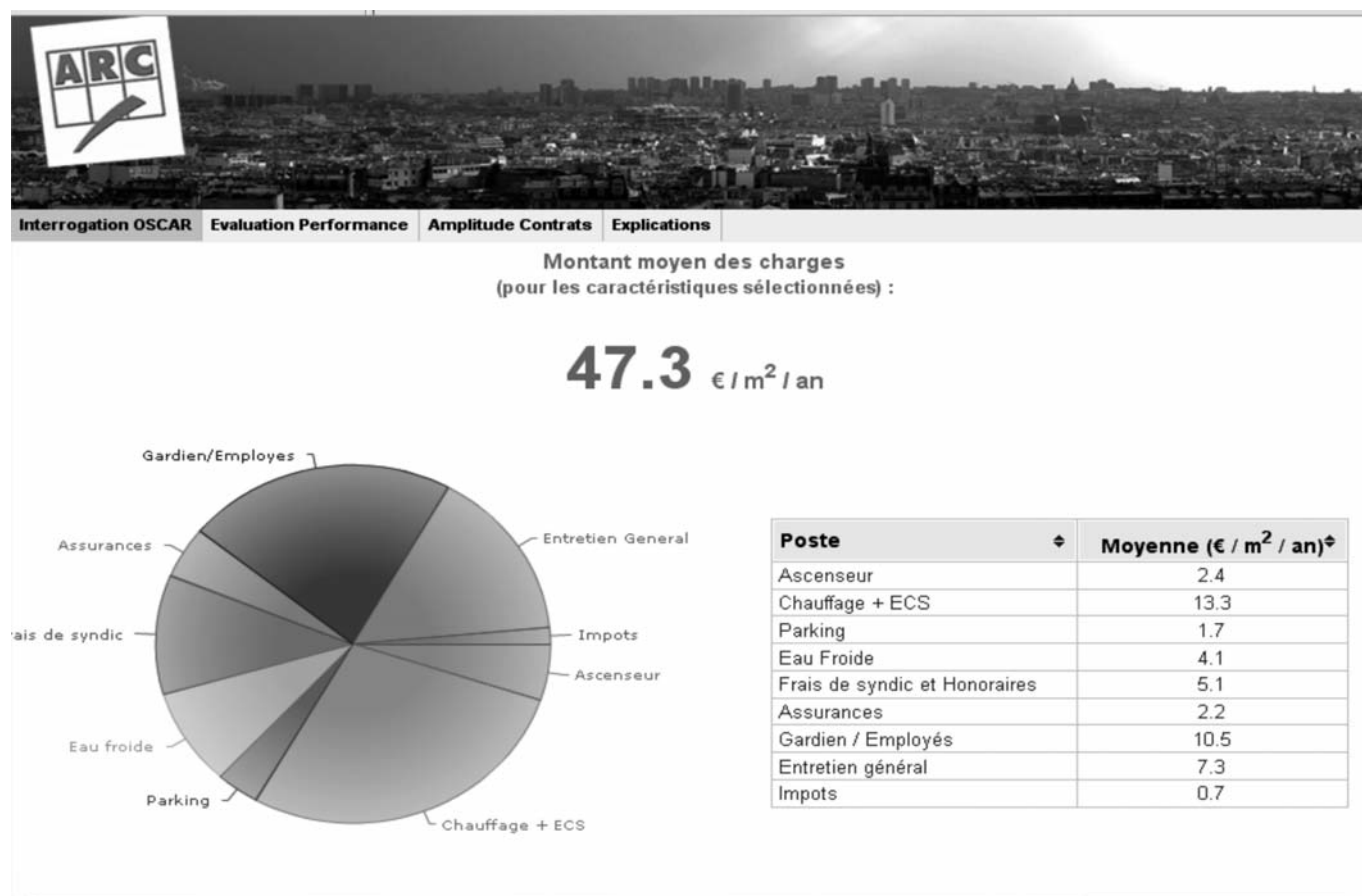 ARC
Interrogation OSCAR Evaluation Performance Amplitude Contrats Explications
Montant moyen des charges
(pour les caractéristiques sélectionnées) :
47.3 € / m² / an
Gardien/Employes
Entretien General
Assurances
ais de syndic
Impots
Ascenseur
Eau froide
Parking
Chauffage + ECS
Poste Moyenne (€ / m² / an)
Ascenseur 2.4
Chauffage + ECS 13.3
Parking 1.7
Eau Froide 4.1
Frais de syndic et Honoraires 5.1
Assurances 2.2
Gardien / Employés 10.5
Entretien général 7.3
Impots 0.7